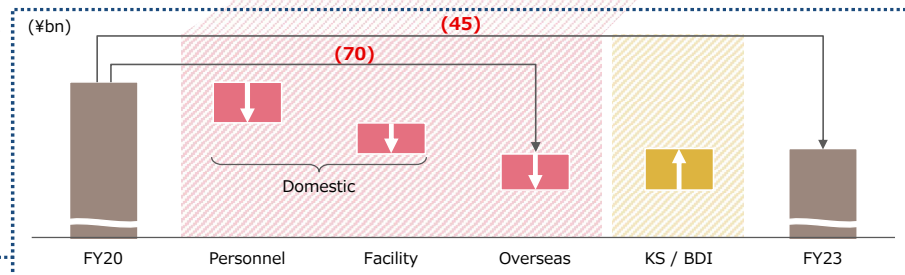 (¥bn)
(45)
(70)
Domestic
FY20 Personnel Facility Overseas KS / BDI FY23